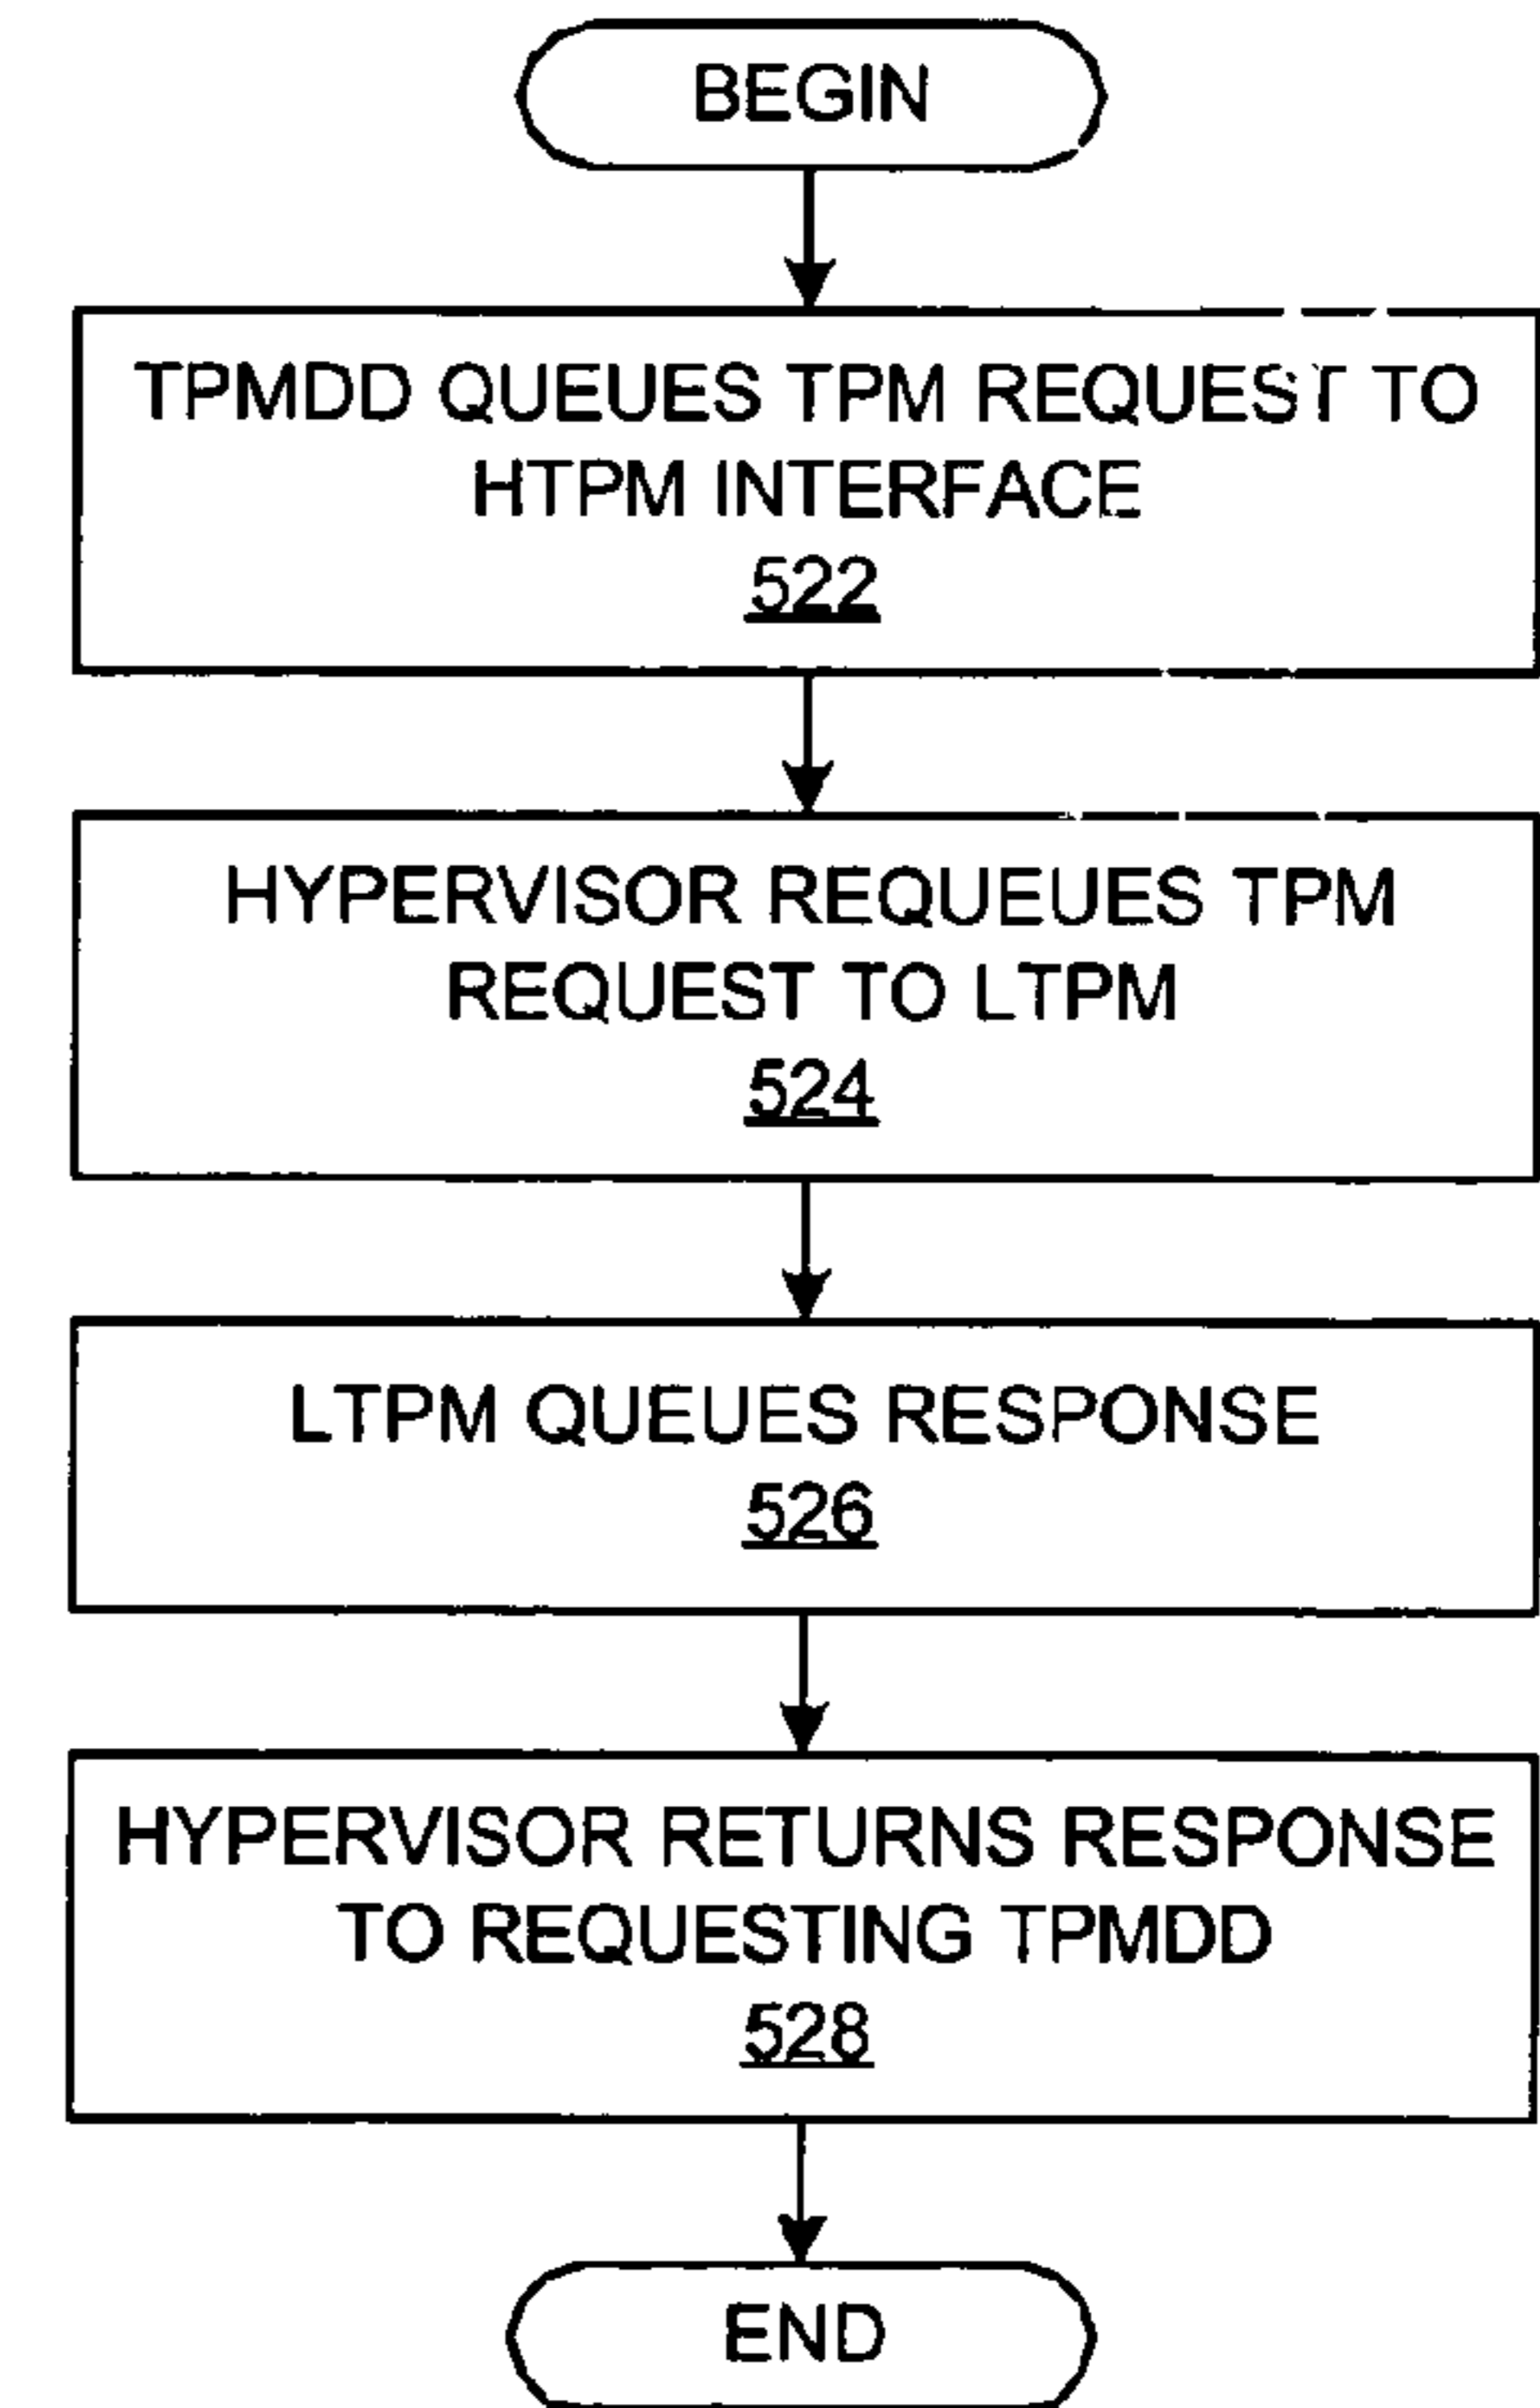 BEGIN
TPMDD QUEUES TPM REQUEST TO
HTPM INTERFACE
522
HYPERVISOR REQUEUES TPM
REQUEST TO LTPM
524
LTPM QUEUES RESPONSE
526
HYPERVISOR RETURNS RESPONSE
TO REQUESTING TPMDD
528
END